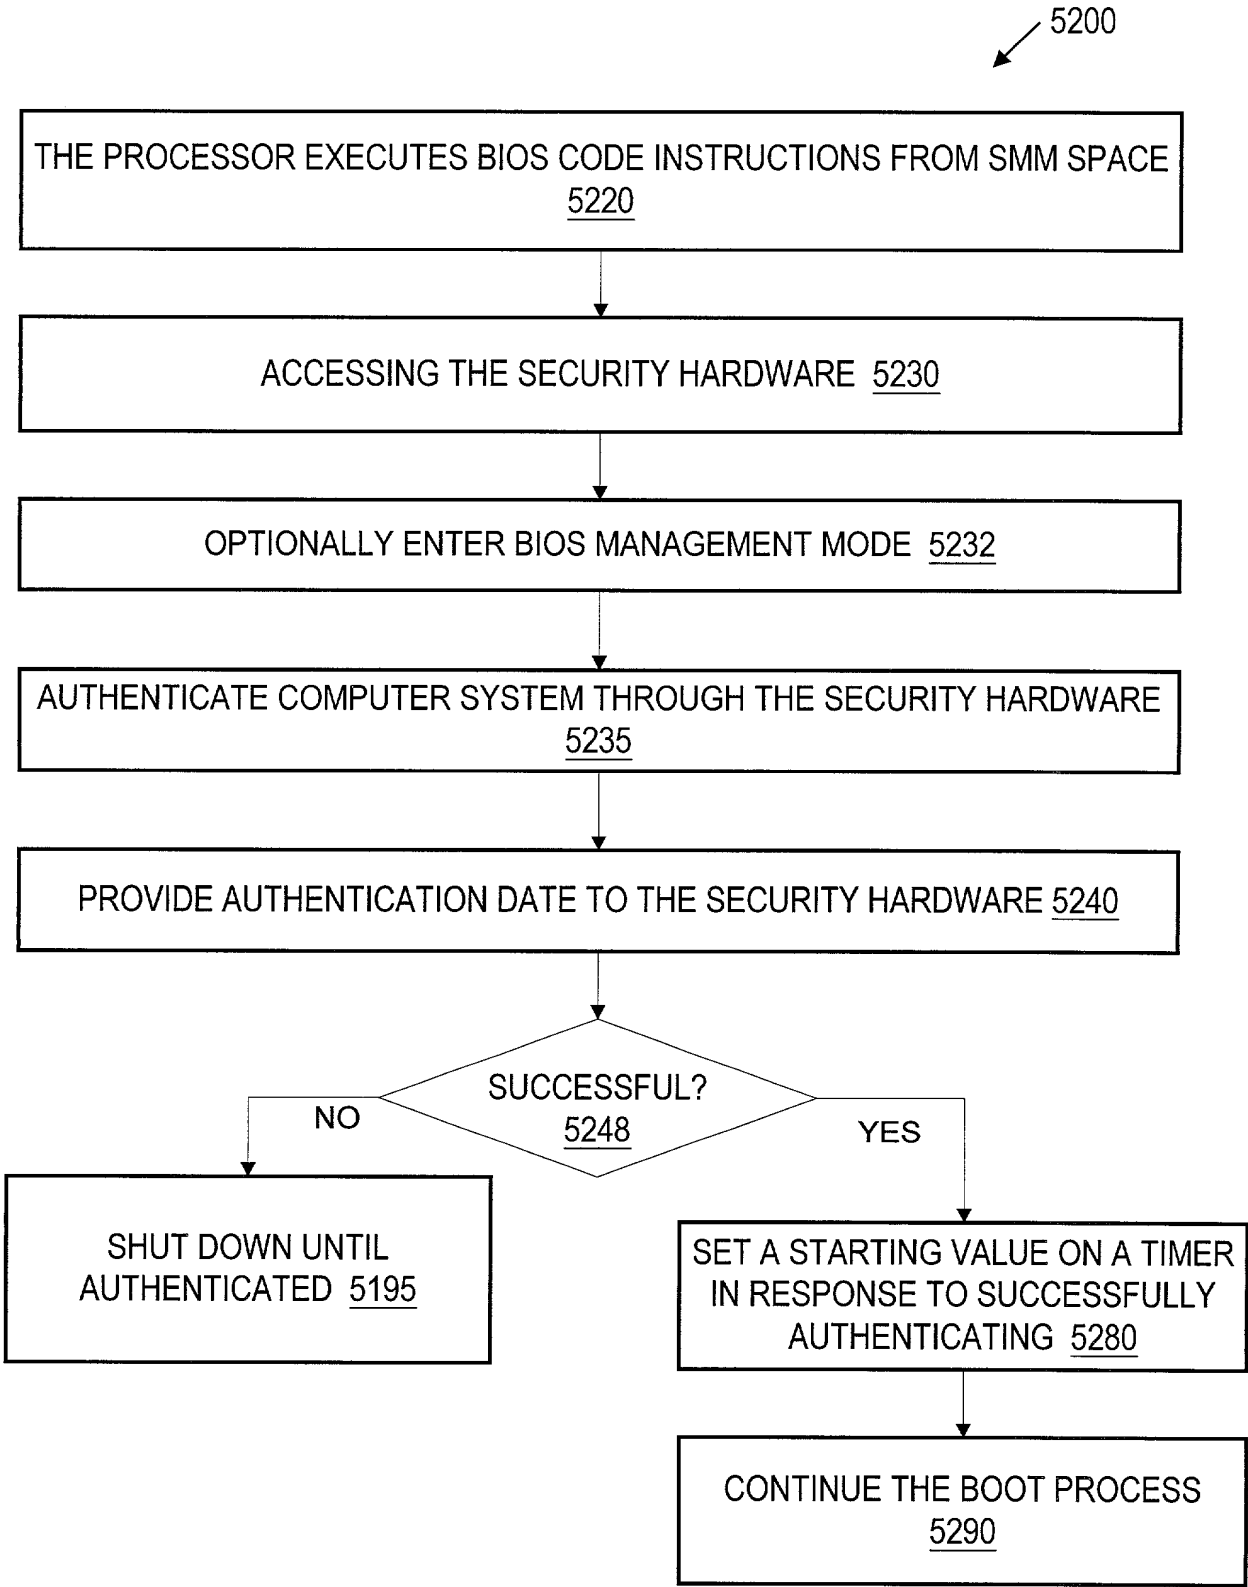 5200
THE PROCESSOR EXECUTES BIOS CODE INSTRUCTIONS FROM SMM SPACE
5220
ACCESSING THE SECURITY HARDWARE 5230
OPTIONALLY ENTER BIOS MANAGEMENT MODE 5232
AUTHENTICATE COMPUTER SYSTEM THROUGH THE SECURITY HARDWARE
5235
PROVIDE AUTHENTICATION DATE TO THE SECURITY HARDWARE 5240
SUCCESSFUL?
5248
NO
YES
SHUT DOWN UNTIL
AUTHENTICATED 5195
SET A STARTING VALUE ON A TIMER
IN RESPONSE TO SUCCESSFULLY
AUTHENTICATING 5280
CONTINUE THE BOOT PROCESS
5290